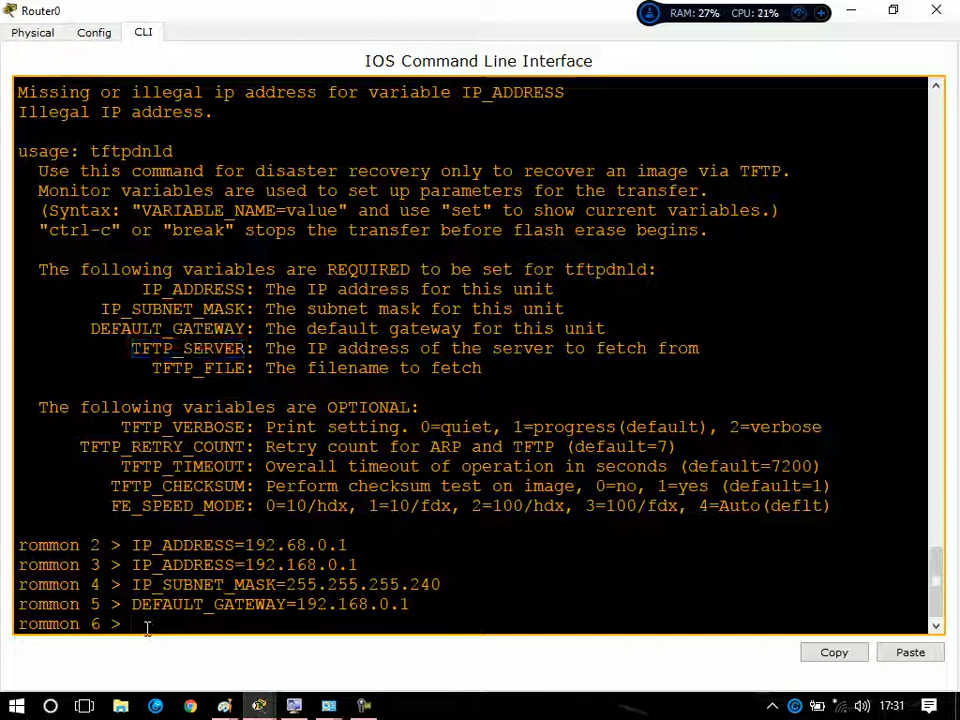 Router0
RAM: 27% CPU: 21%
Physical Config CLI
IOS Command Line Interface
Missing or illegal ip address for variable IP_ADDRESS
Illegal IP address.
usage: tftpdnld
Use this command for disaster recovery only to recover an image via TFTP.
Monitor variables are used to set up parameters for the transfer.
(Syntax: "VARIABLE_NAME=value" and use "set" to show current variables.)
"ctrl-c" or "break" stops the transfer before flash erase begins.
The following variables are REQUIRED to be set for tftpdnld:
IP_ADDRESS: The IP address for this unit
IP_SUBNET_MASK: The subnet mask for this unit
DEFAULT_GATEWAY: The default gateway for this unit
TFTP_SERVER: The IP address of the server to fetch from
TFTP_FILE: The filename to fetch
The following variables are OPTIONAL:
TFTP_VERBOSE: Print setting. 0=quiet, 1=progress(default), 2=verbose
TFTP_RETRY_COUNT: Retry count for ARP and TFTP (default=7)
TFTP_TIMEOUT: Overall timeout of operation in seconds (default=7200)
TFTP_CHECKSUM: Perform checksum test on image, 0=no, 1=yes (default=1)
FE_SPEED_MODE: 0=10/hdx, 1=10/fdx, 2=100/hdx, 3=100/fdx, 4=Auto(deflt)
rommon 2 > IP_ADDRESS=192.68.0.1
rommon 3 > IP_ADDRESS=192.168.0.1
rommon 4 > IP_SUBNET_MASK=255.255.255.240
rommon 5 > DEFAULT_GATEWAY=192.168.0.1
rommon 6 >
Copy Paste
17:31